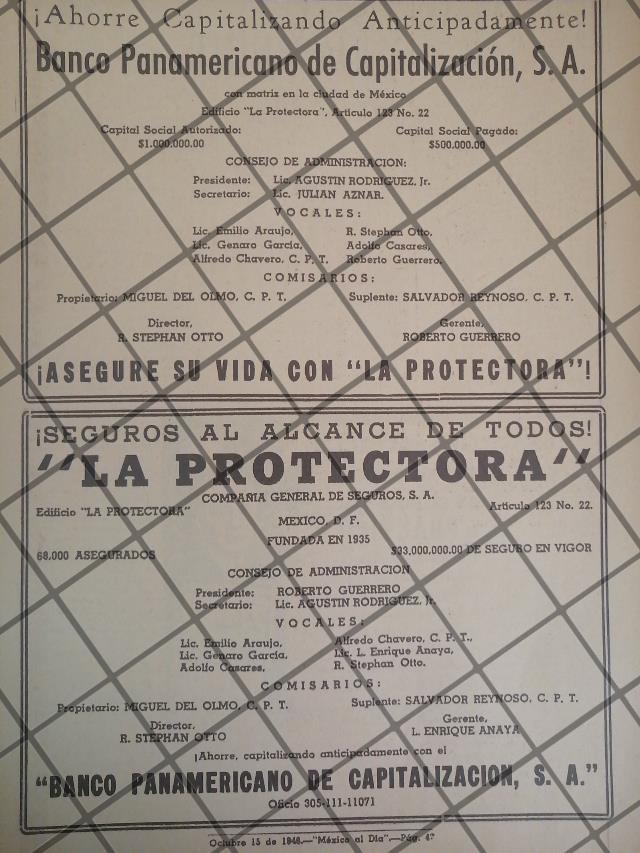 ¡Ahorre Capitalizando Anticipadamente!
Banco Panamericano de Capitalización, S. A.
con matriz en la ciudad de México
Edificio "La Protectora", Artículo 123 No. 22
Capital Social Autorizado: Capital Social Pagado:
$1.000,000.00 $500,000.00
CONSEJO DE ADMINISTRACION:
Presidente: Lic. AGUSTIN RODRIGUEZ, Jr.
Secretario: Lic. JULIAN AZNAR.
VOCALES:
Lic. Emilio Araujo, R. Stephan Otto,
Lic. Genaro García, Adolfo Casares,
Alfredo Chavero, C. P. T. Roberto Guerrero.
COMISARIOS:
Propietario: MIGUEL DEL OLMO, C. P. T. Suplente: SALVADOR REYNOSO, C. P. T.
Director, Gerente,
R. STEPHAN OTTO ROBERTO GUERRERO
¡ASEGURE SU VIDA CON "LA PROTECTORA"!
¡SEGUROS AL ALCANCE DE TODOS!
"LA PROTECTORA"
COMPAÑIA GENERAL DE SEGUROS, S. A.
Edificio "LA PROTECTORA" Artículo 123 No. 22.
MEXICO, D. F.
FUNDADA EN 1935
68,000 ASEGURADOS $33,000,000.00 DE SEGURO EN VIGOR
CONSEJO DE ADMINISTRACION
Presidente: ROBERTO GUERRERO
Secretario: Lic. AGUSTIN RODRIGUEZ, Jr.
VOCALES:
Lic. Emilio Araujo, Alfredo Chavero, C. P. T.,
Lic. Genaro García, Lic. L. Enrique Anaya,
Adolfo Casares, R. Stephan Otto.
COMISARIOS:
Propietario: MIGUEL DEL OLMO, C. P. T. Suplente: SALVADOR REYNOSO, C. P. T.
Director, Gerente,
R. STEPHAN OTTO L. ENRIQUE ANAYA
¡Ahorre, capitalizando anticipadamente con el
"BANCO PANAMERICANO DE CAPITALIZACION, S. A."
Oficio 305-111-11071
Octubre 15 de 1946.—"México al Día".—Pág. 47